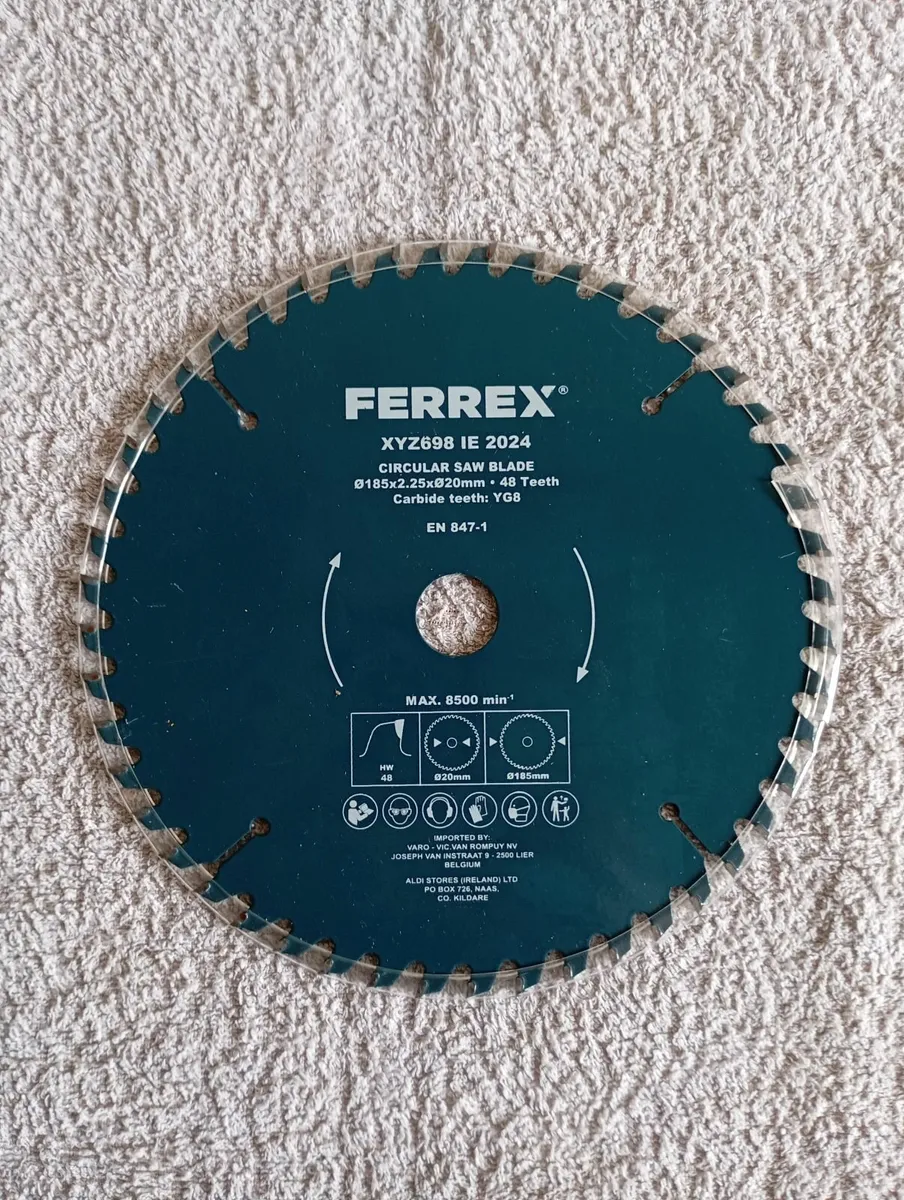 FERREX®
XYZ698 IE 2024
CIRCULAR SAW BLADE
Ø185x2.25xØ20mm • 48 Teeth
Carbide teeth: YG8
EN 847-1
MAX. 8500 min⁻¹
HW
48
Ø20mm
Ø185mm
IMPORTED BY:
VARO - VIC.VAN ROMPUY NV
JOSEPH VAN INSTRAAT 9 - 2500 LIER
BELGIUM
ALDI STORES (IRELAND) LTD
PO BOX 726, NAAS,
CO. KILDARE